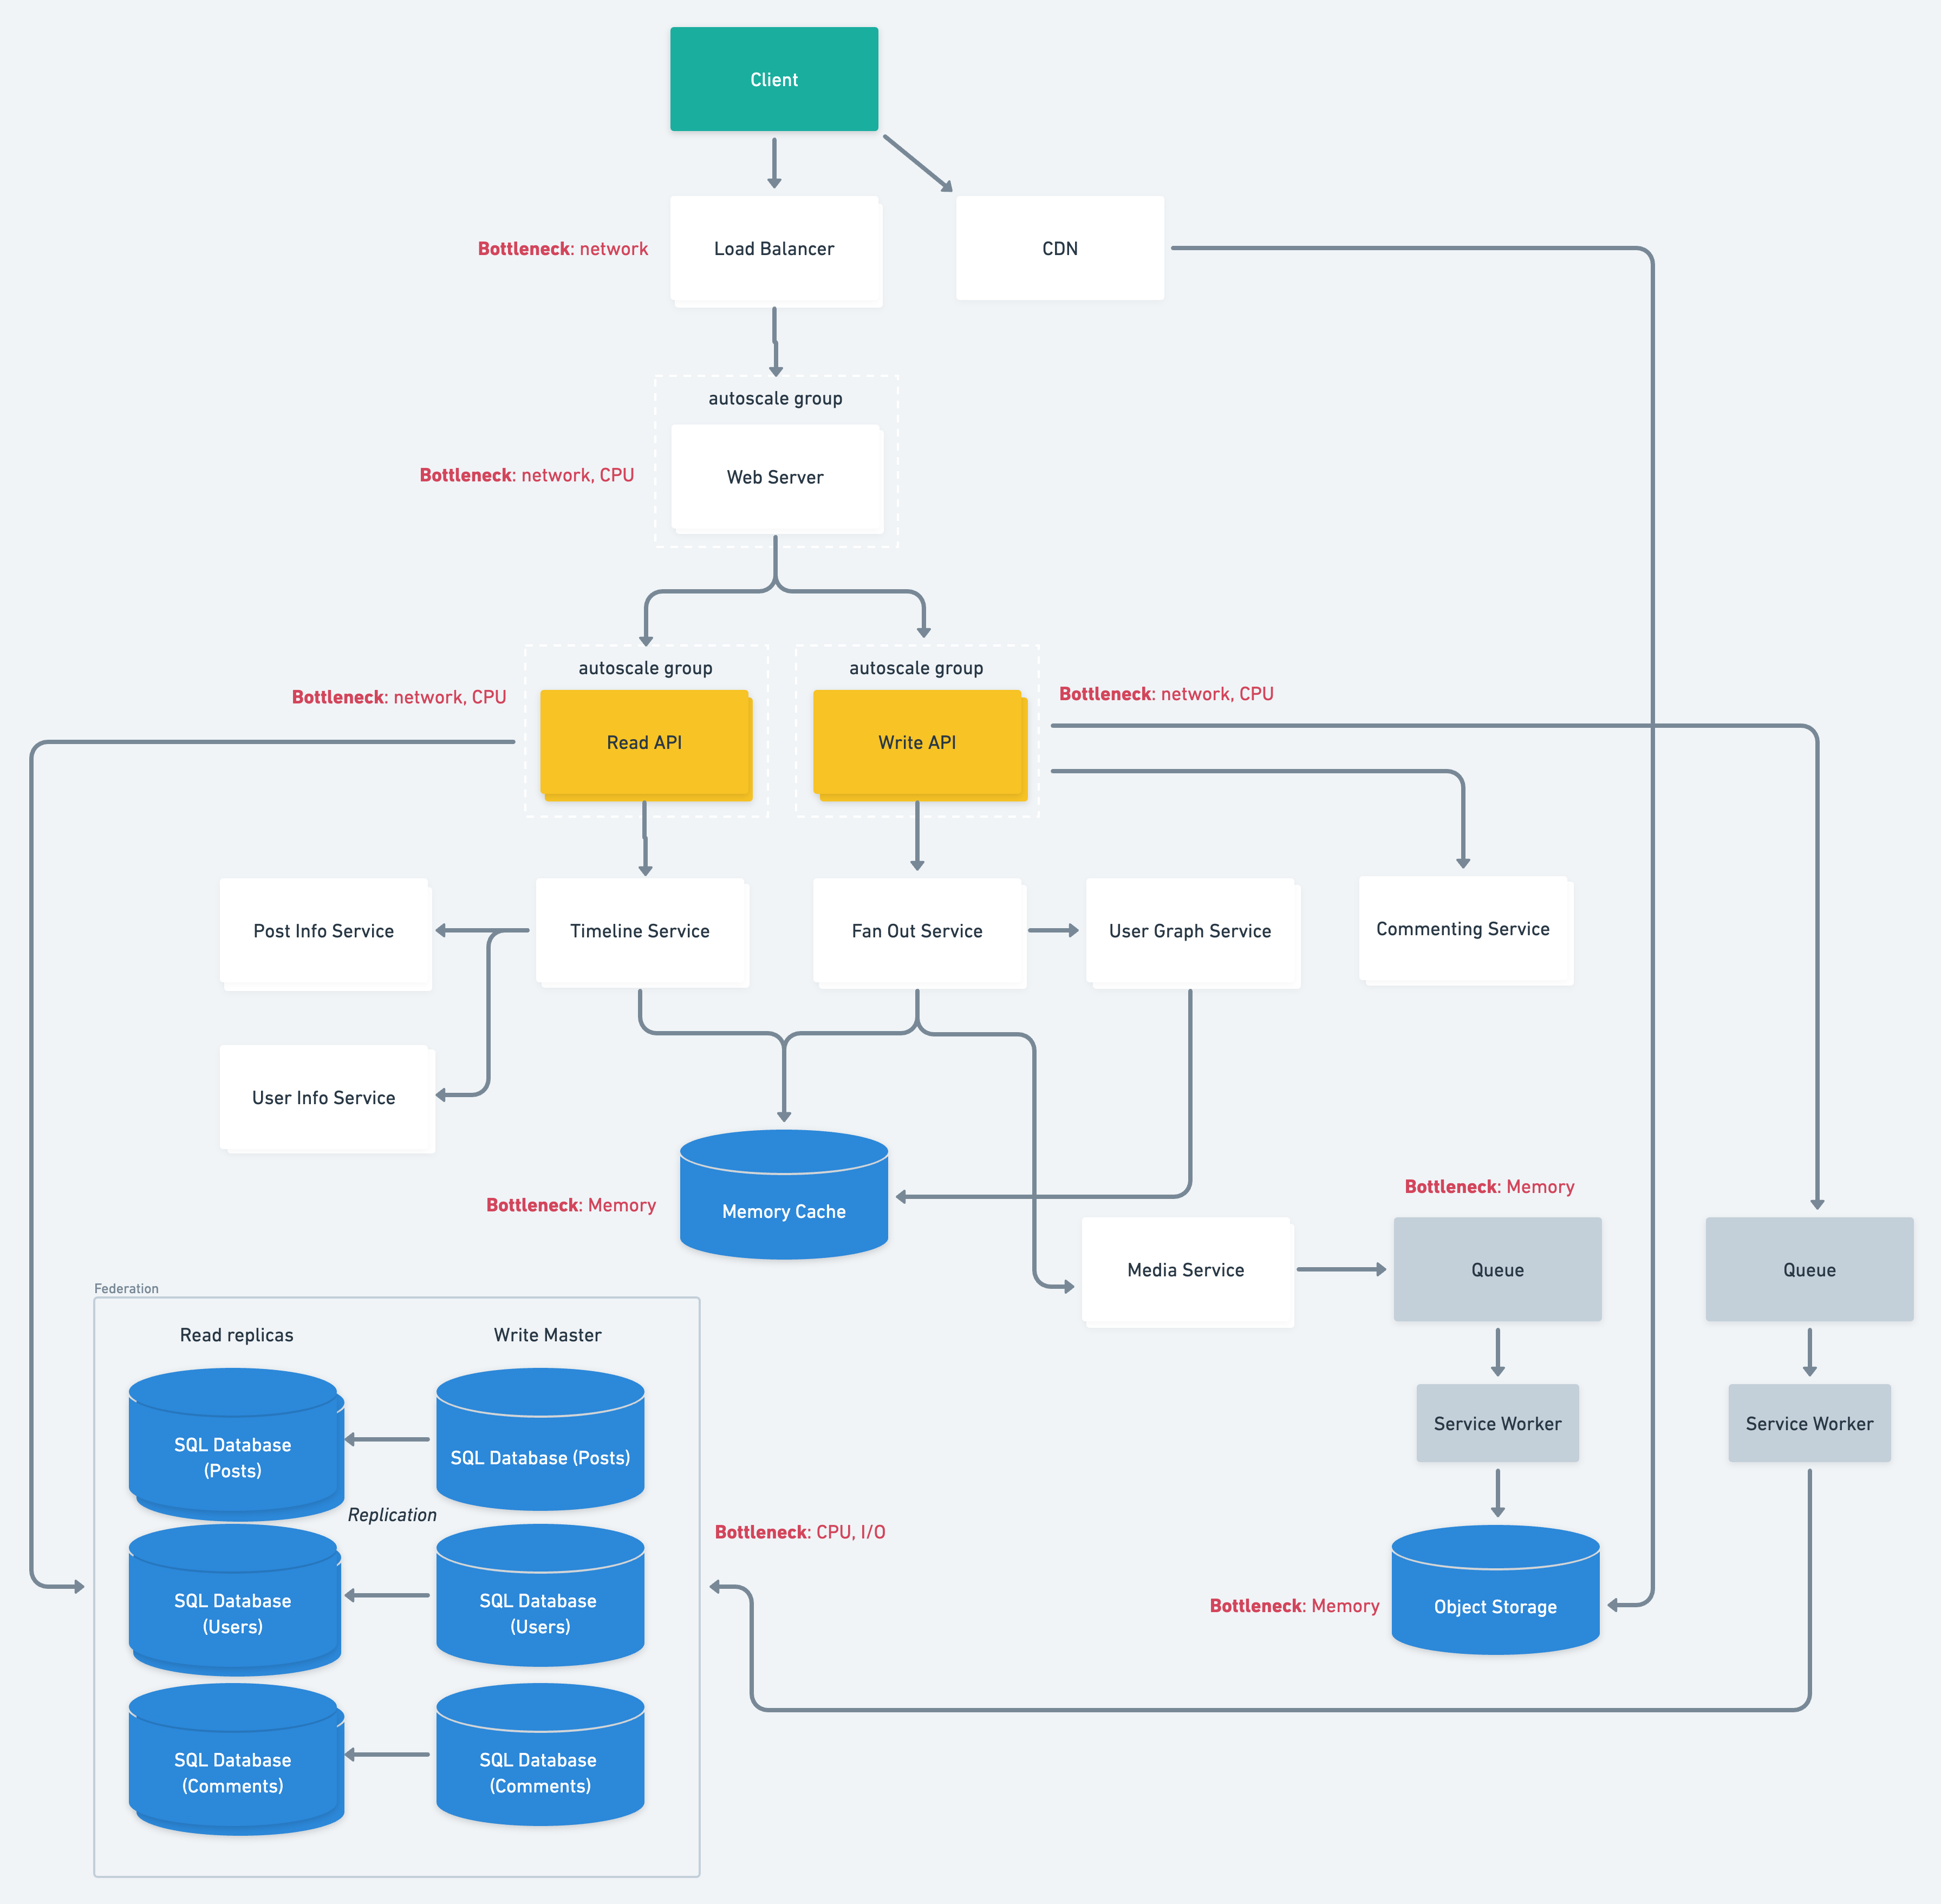 Client
Bottleneck: network
Load Balancer
CDN
autoscale group
Bottleneck: network, CPU
Web Server
autoscale group
autoscale group
Bottleneck: network, CPU
Bottleneck: network, CPU
Read API
Write API
Post Info Service
Timeline Service
Fan Out Service
User Graph Service
Commenting Service
User Info Service
Bottleneck: Memory
Memory Cache
Bottleneck: Memory
Media Service
Queue
Queue
Service Worker
Service Worker
Bottleneck: Memory
Object Storage
Federation
Read replicas
Write Master
SQL Database
(Posts)
SQL Database (Posts)
Replication
Bottleneck: CPU, I/O
SQL Database
(Users)
SQL Database
(Users)
SQL Database
(Comments)
SQL Database
(Comments)